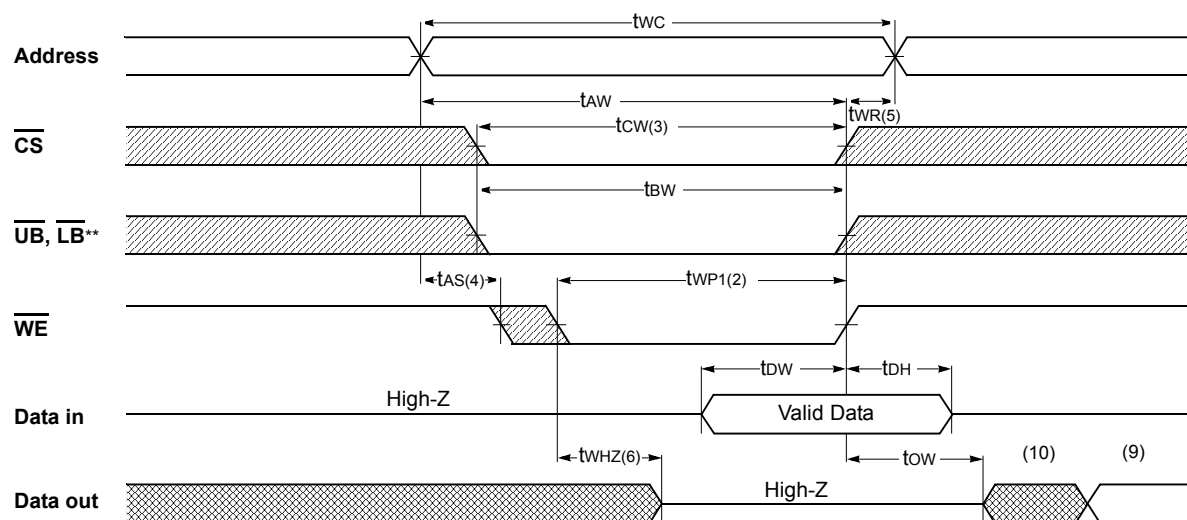 tWC
Address
tAW
tWR(5)
tCW(3)
CS
tBW
UB, LB**
tAS(4)
tWP1(2)
WE
tDW
tDH
High-Z
Valid Data
Data in
tWHZ(6)
tOW
(10)
(9)
High-Z
Data out